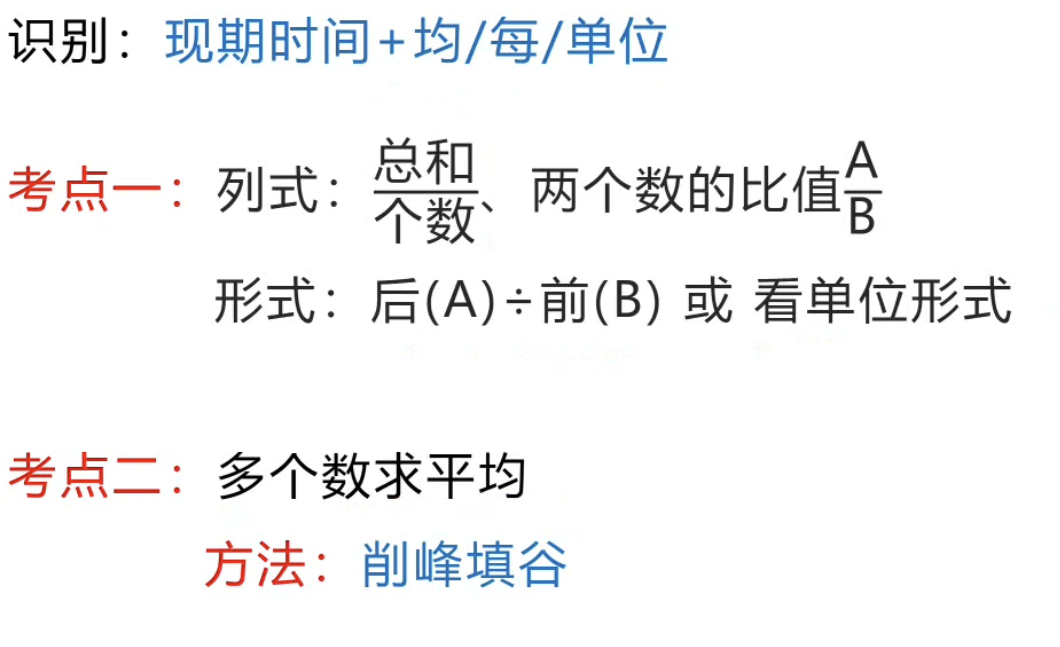 识别：现期时间+均/每/单位
考点一：列式：总和/个数、两个数的比值A/B
形式：后(A)÷前(B) 或 看单位形式
考点二：多个数求平均
方法：削峰填谷